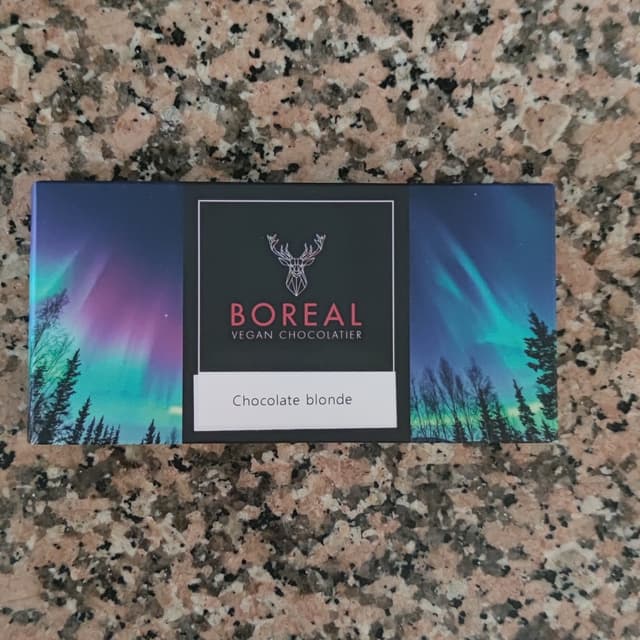 BOREAL
VEGAN CHOCOLATIER
Chocolate blonde